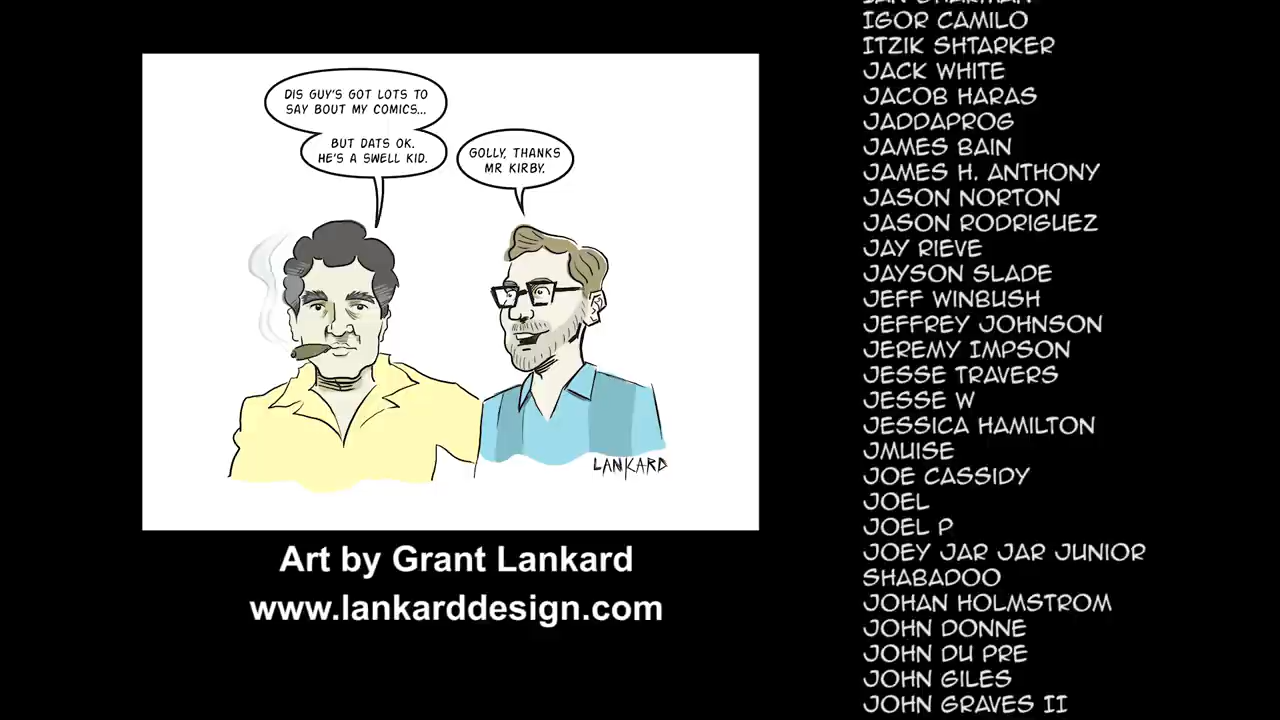 DIS GUY'S GOT LOTS TO
SAY BOUT MY COMICS...
BUT DATS OK.
HE'S A SWELL KID.
GOLLY, THANKS
MR KIRBY.
LANKARD
Art by Grant Lankard
www.lankarddesign.com
IAN SHARMAN
IGOR CAMILO
ITZIK SHTARKER
JACK WHITE
JACOB HARAS
JADDAPROG
JAMES BAIN
JAMES H. ANTHONY
JASON NORTON
JASON RODRIGUEZ
JAY RIEVE
JAYSON SLADE
JEFF WINBUSH
JEFFREY JOHNSON
JEREMY IMPSON
JESSE TRAVERS
JESSE W
JESSICA HAMILTON
JMUISE
JOE CASSIDY
JOEL
JOEL P
JOEY JAR JAR JUNIOR
SHABADOO
JOHAN HOLMSTROM
JOHN DONNE
JOHN DU PRE
JOHN GILES
JOHN GRAVES II